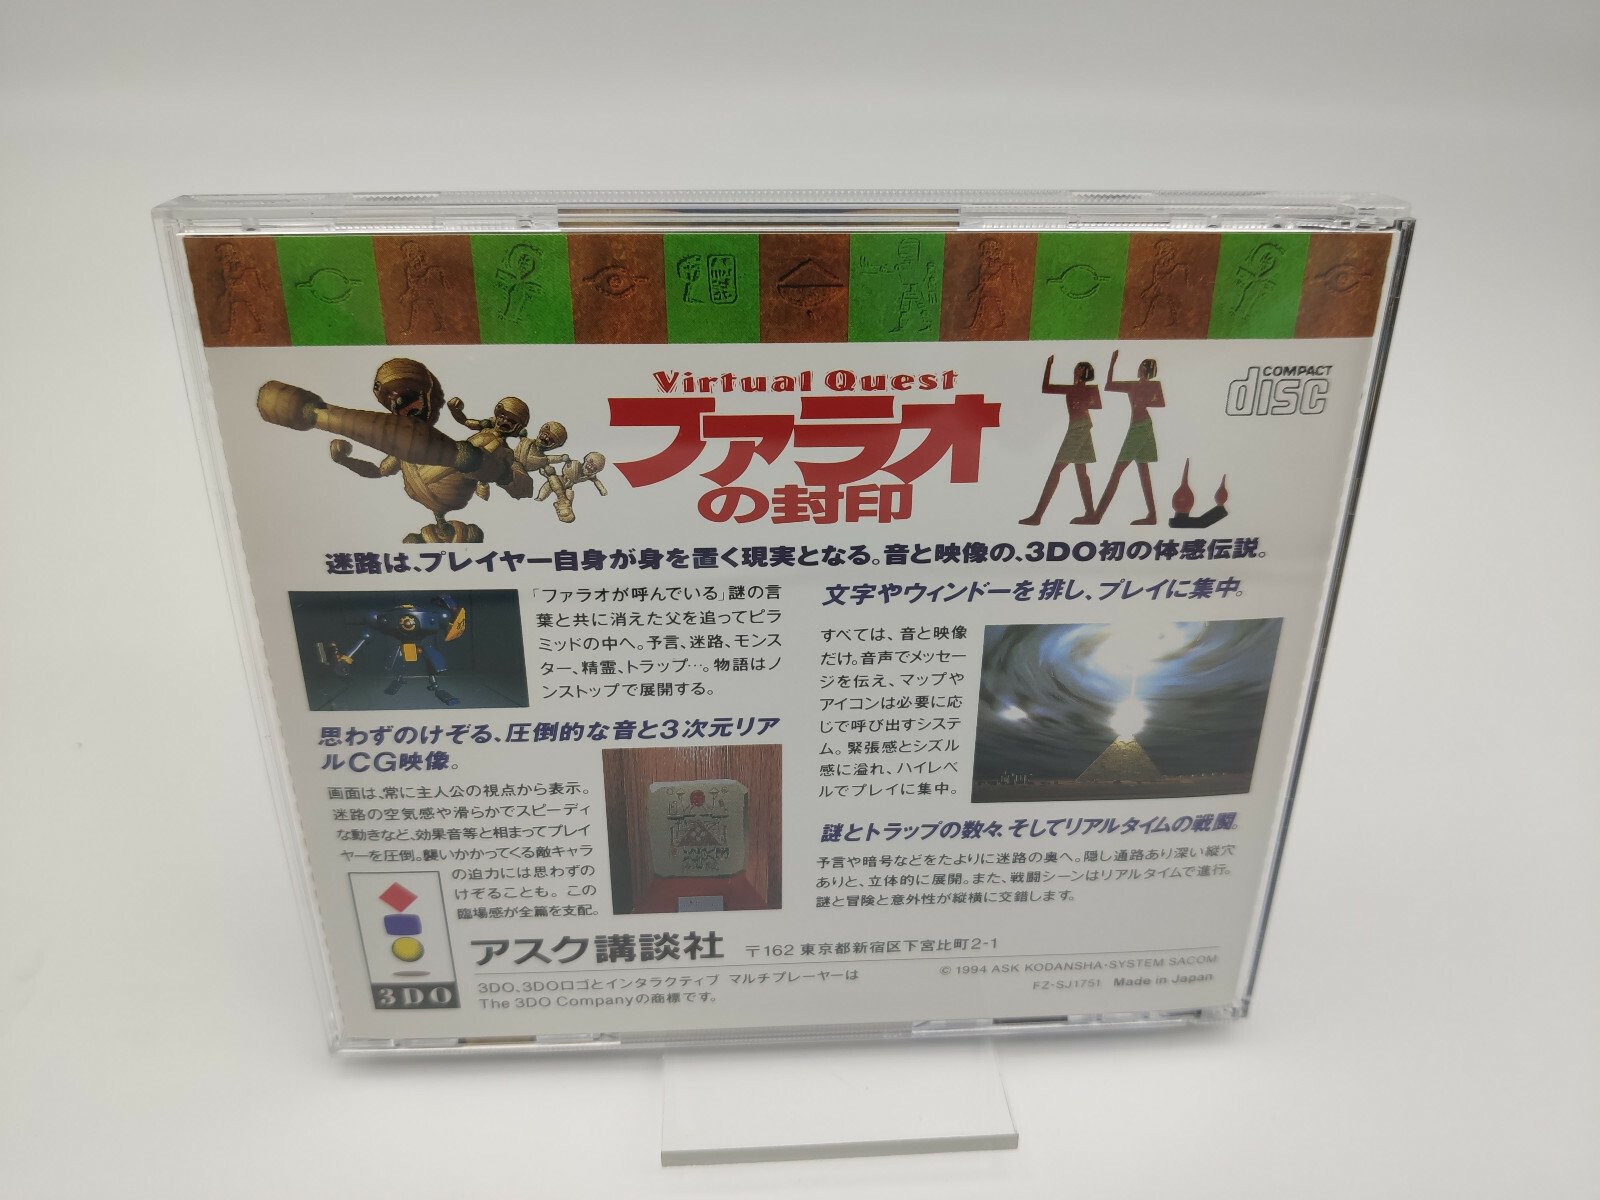 Virtual Quest
ファラオ
の封印
COMPACT
disc
迷路は、プレイヤー自身が身を置く現実となる。音と映像の、3DO初の体感伝説。
「ファラオが呼んでいる」謎の言
葉と共に消えた父を追ってピラ
ミッドの中へ。予言、迷路、モンス
ター、精霊、トラップ…。物語はノ
ンストップで展開する。
思わずのけぞる、圧倒的な音と3次元リア
ルCG映像。
画面は、常に主人公の視点から表示。
迷路の空気感や滑らかでスピーディ
な動きなど、効果音等と相まってプレイ
ヤーを圧倒。襲いかかってくる敵キャラ
の迫力には思わずの
けぞることも。この
臨場感が全篇を支配。
文字やウィンドーを排し、プレイに集中。
すべては、音と映像
だけ。音声でメッセー
ジを伝え、マップや
アイコンは必要に応
じて呼び出すシステ
ム。緊張感とシズル
感に溢れ、ハイレベ
ルでプレイに集中。
謎とトラップの数々、そしてリアルタイムの戦闘。
予言や暗号などをたよりに迷路の奥へ。隠し通路あり深い縦穴
ありと、立体的に展開。また、戦闘シーンはリアルタイムで進行。
謎と冒険と意外性が縦横に交錯します。
3DO
アスク講談社 〒162 東京都新宿区下宮比町2-1
3DO、3DOロゴとインタラクティブ マルチプレーヤーは
The 3DO Companyの商標です。
© 1994 ASK KODANSHA・SYSTEM SACOM
FZ-SJ1751 Made in Japan